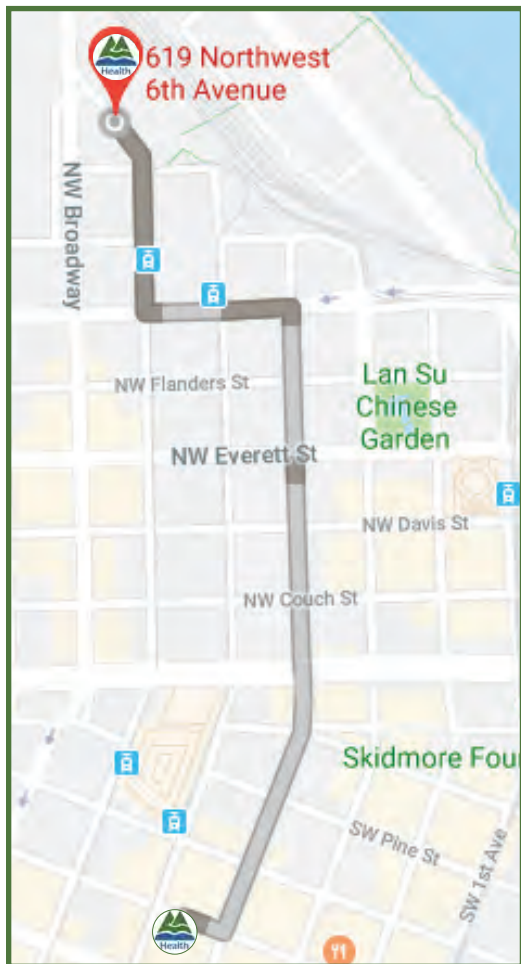 Health
619 Northwest
6th Avenue
NW Broadway
NW Flanders St
Lan Su
Chinese
Garden
NW Everett St
NW Davis St
NW Couch St
Skidmore Foun
SW Pine St
SW 1st Ave
Health